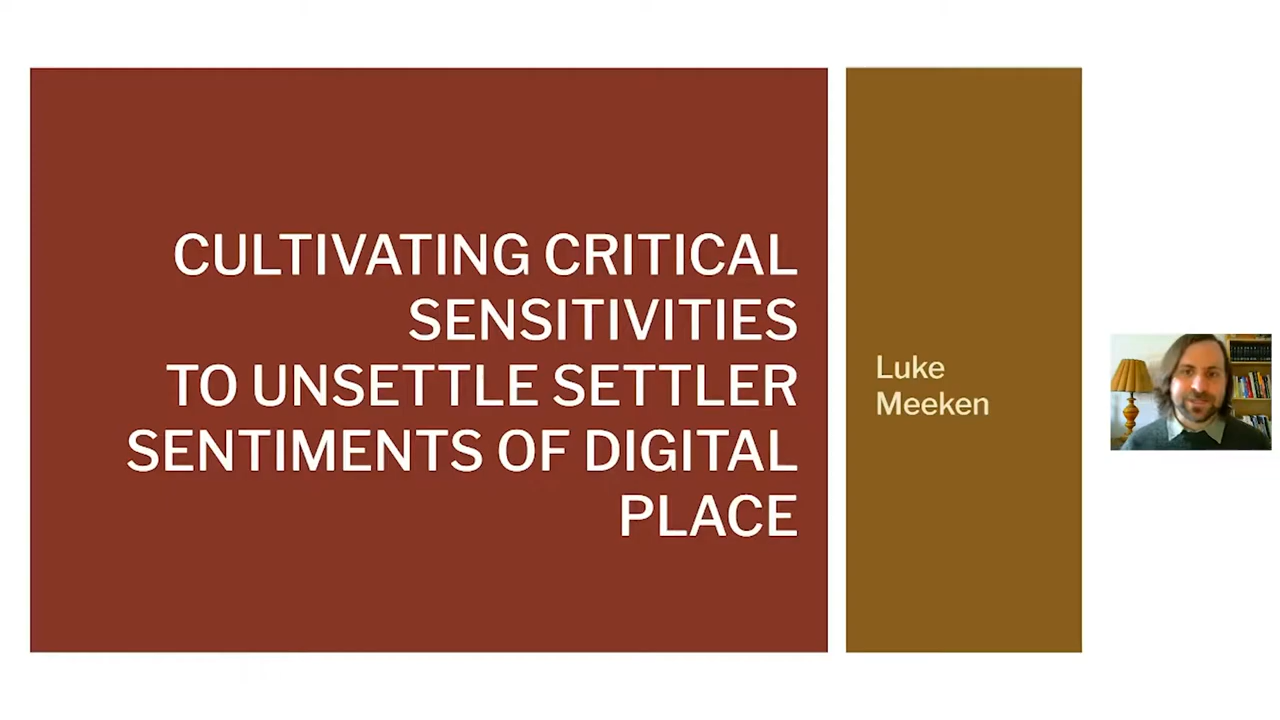 CULTIVATING CRITICAL
SENSITIVITIES
TO UNSETTLE SETTLER
SENTIMENTS OF DIGITAL
PLACE
Luke
Meeken